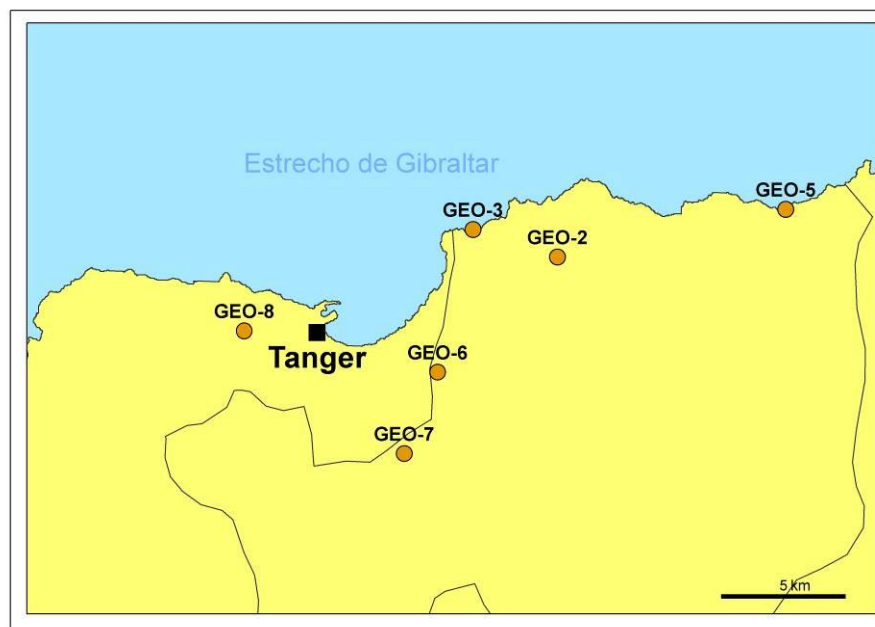 Estrecho de Gibraltar
GEO-5
GEO-3
GEO-2
GEO-8
Tanger
GEO-6
GEO-7
5 km